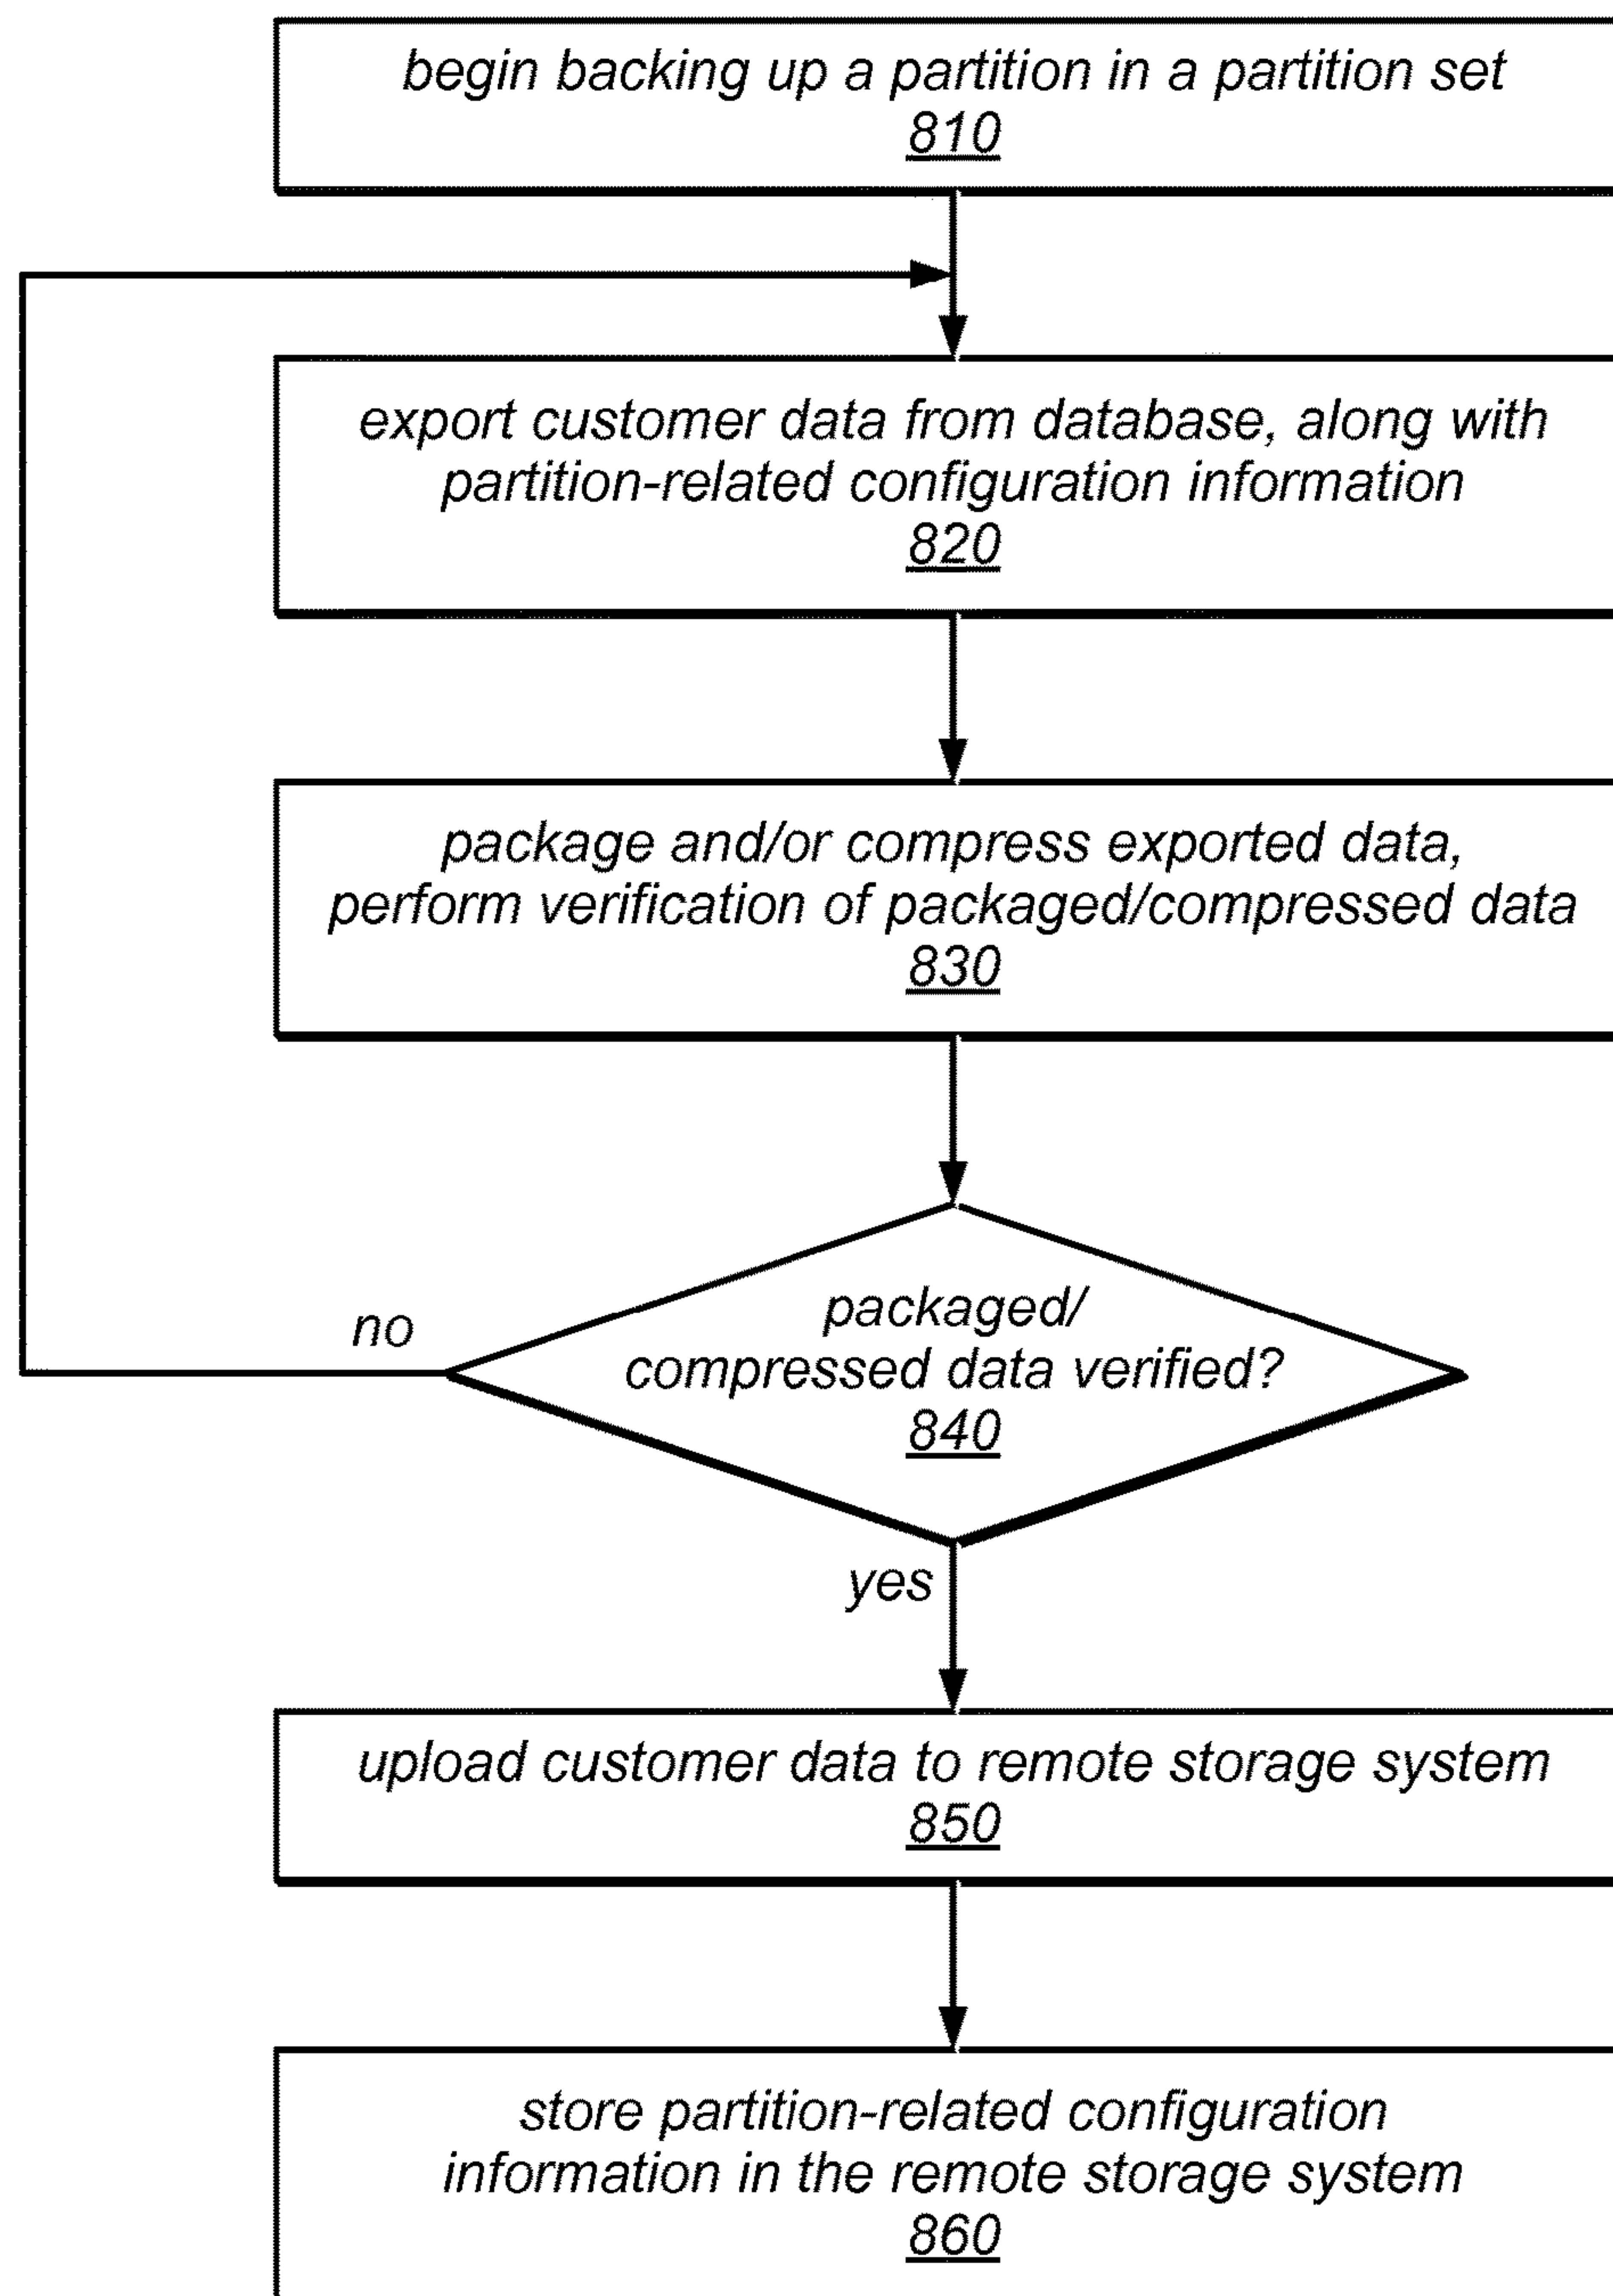 begin backing up a partition in a partition set
810
export customer data from database, along with
partition-related configuration information
820
package and/or compress exported data,
perform verification of packaged/compressed data
830
packaged/
compressed data verified?
840
no
yes
upload customer data to remote storage system
850
store partition-related configuration
information in the remote storage system
860